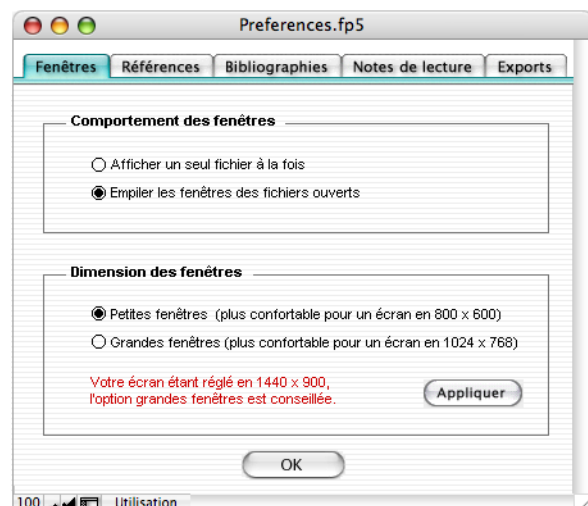 Preferences.fp5
Fenêtres Références Bibliographies Notes de lecture Exports
Comportement des fenêtres
Afficher un seul fichier à la fois
Empiler les fenêtres des fichiers ouverts
Dimension des fenêtres
Petites fenêtres (plus confortable pour un écran en 800 x 600)
Grandes fenêtres (plus confortable pour un écran en 1024 x 768)
Votre écran étant réglé en 1440 x 900,
l'option grandes fenêtres est conseillée.
Appliquer
OK
100 Utilisation